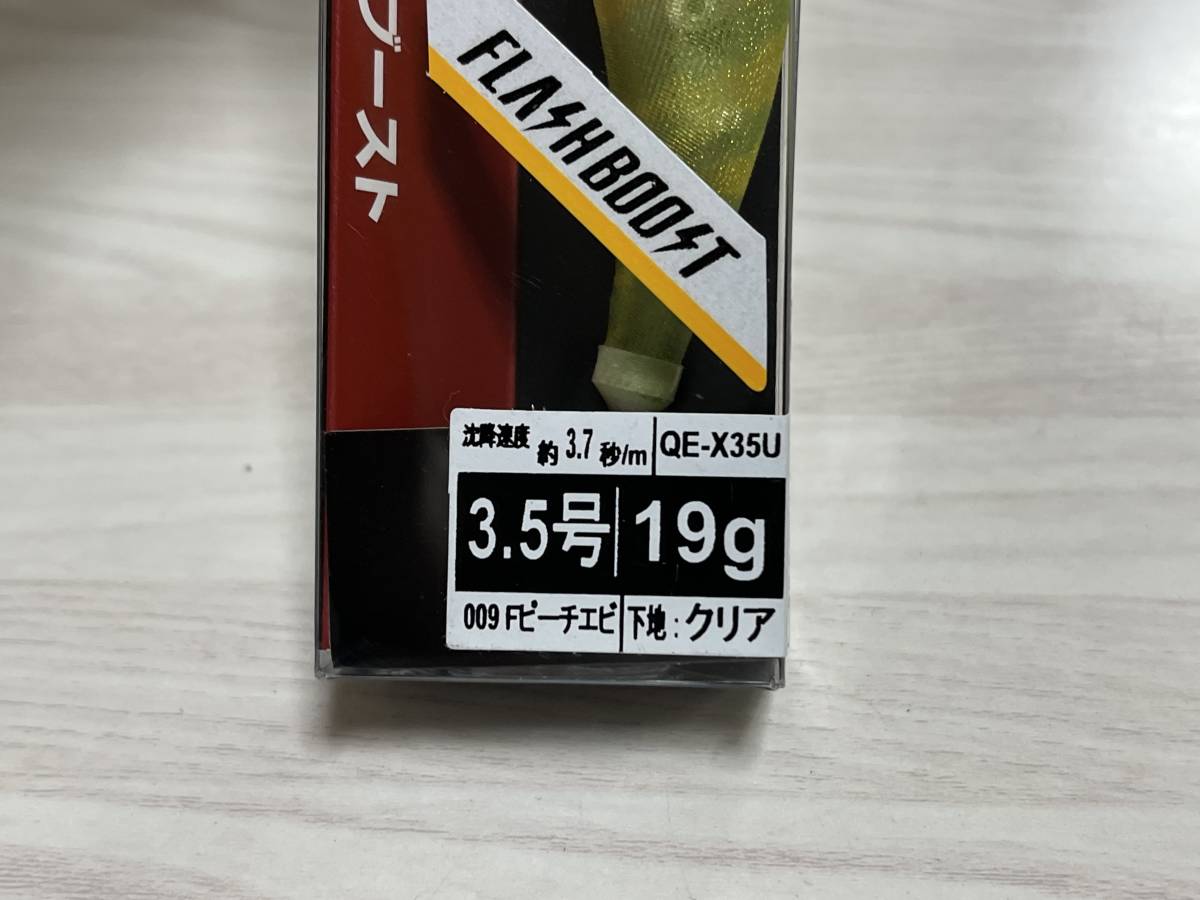 ブースト
FLASHBOOST
沈降速度 約3.7秒/m QE-X35U
3.5号 19g
009 Fピーチエビ 下地:クリア